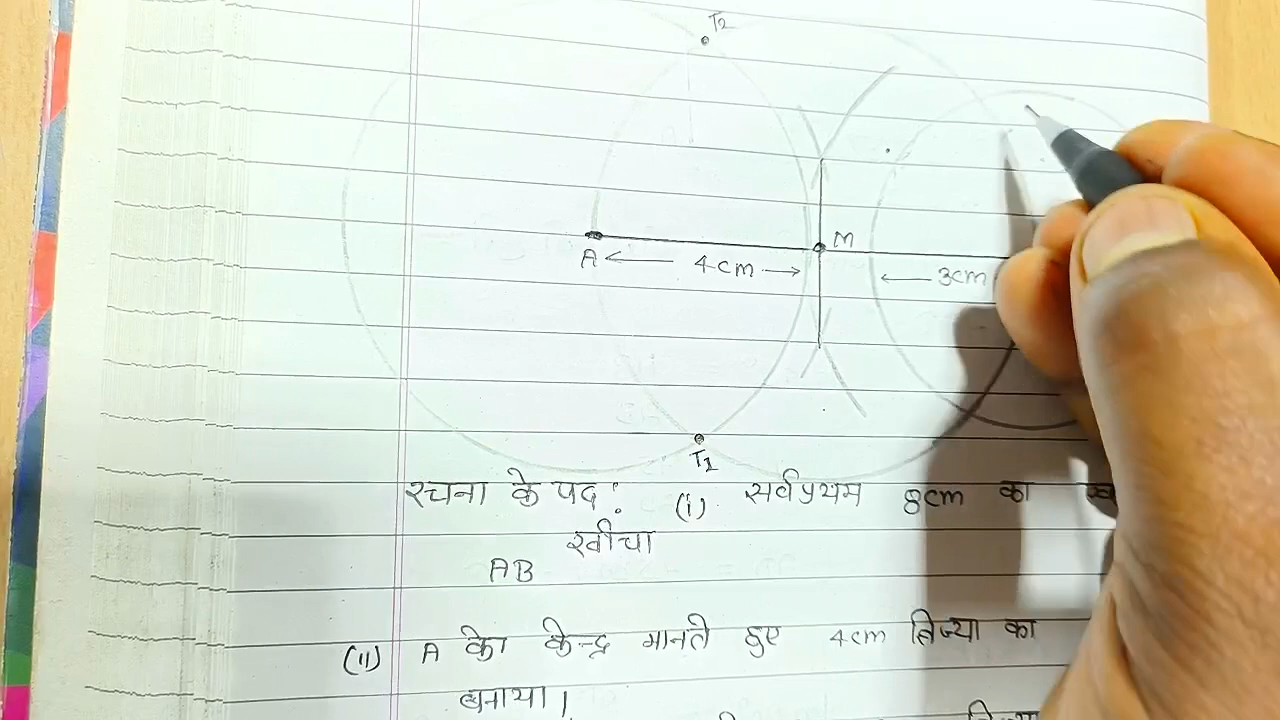 T2
M
A ← 4cm → ← 3cm
T1
रचना के पद : (i) सर्वप्रथम 8cm का
खींचा
AB
(ii) A को केन्द्र मानते हुए 4cm त्रिज्या का
बनाया।